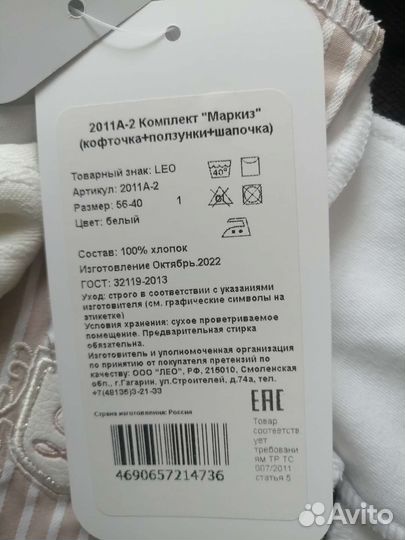 2011А-2 Комплект "Маркиз"
(кофточка+ползунки+шапочка)
Товарный знак: LEO
Артикул: 2011А-2
Размер: 56-40 1
Цвет: белый
40°
Состав: 100% хлопок
Изготовление Октябрь.2022
ГОСТ: 32119-2013
Уход: строго в соответствии с указаниями
изготовителя (см. графические символы на
этикетке)
Условия хранения: сухое проветриваемое
помещение. Предварительная стирка
обязательна.
Изготовитель и уполномоченная организация
по принятию от покупателя претензий по
качеству: ООО "ЛЕО", РФ, 215010, Смоленская
обл., г.Гагарин, ул.Строителей, д.74а, тел.
+7(48135)3-21-33
Страна изготовления: Россия
4690657214736
EAC
Товар
соответств
ует
требовани
ям ТР ТС
007/2011
статья 5
Avito